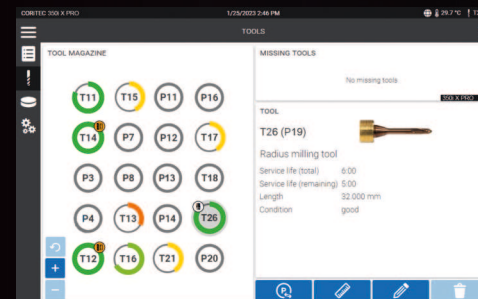 CORITEC 350i X PRO
1/25/2023 2:46 PM
29.7 °C
TOOLS
TOOL MAGAZINE
T11 T15 P11 P16
T14 P7 P12 T17
P3 P8 P13 T18
P4 T13 P14 T26
T12 T16 T21 P20
MISSING TOOLS
No missing tools
350i X PRO
TOOL
T26 (P19)
Radius milling tool
Service life (total) 6:00
Service life (remaining) 5:00
Length 32.000 mm
Condition good